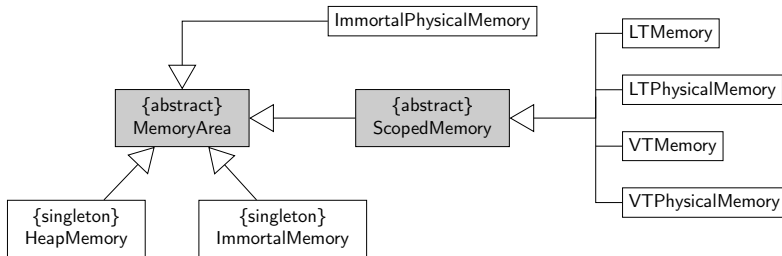 ImmortalPhysicalMemory
LTMemory
LTPhysicalMemory
VTMemory
VTPhysicalMemory
{abstract}
MemoryArea
{abstract}
ScopedMemory
{singleton}
HeapMemory
{singleton}
ImmortalMemory